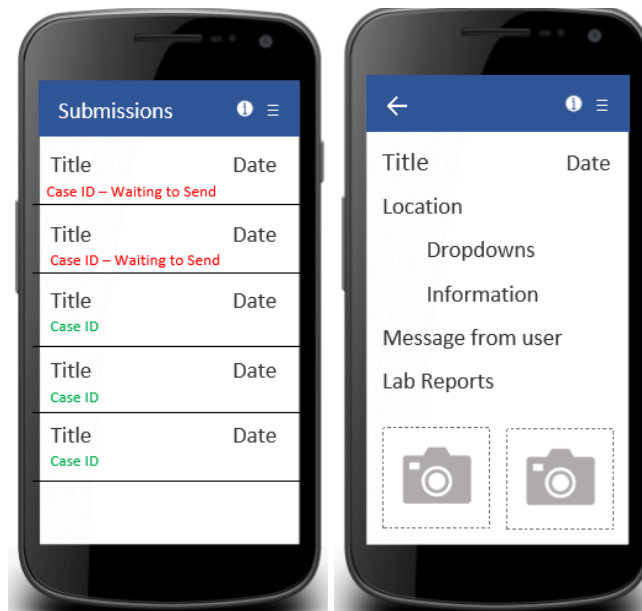 Submissions
Title Date
Case ID – Waiting to Send
Title Date
Case ID – Waiting to Send
Title Date
Case ID
Title Date
Case ID
Title Date
Case ID
Title Date
Location
Dropdowns
Information
Message from user
Lab Reports